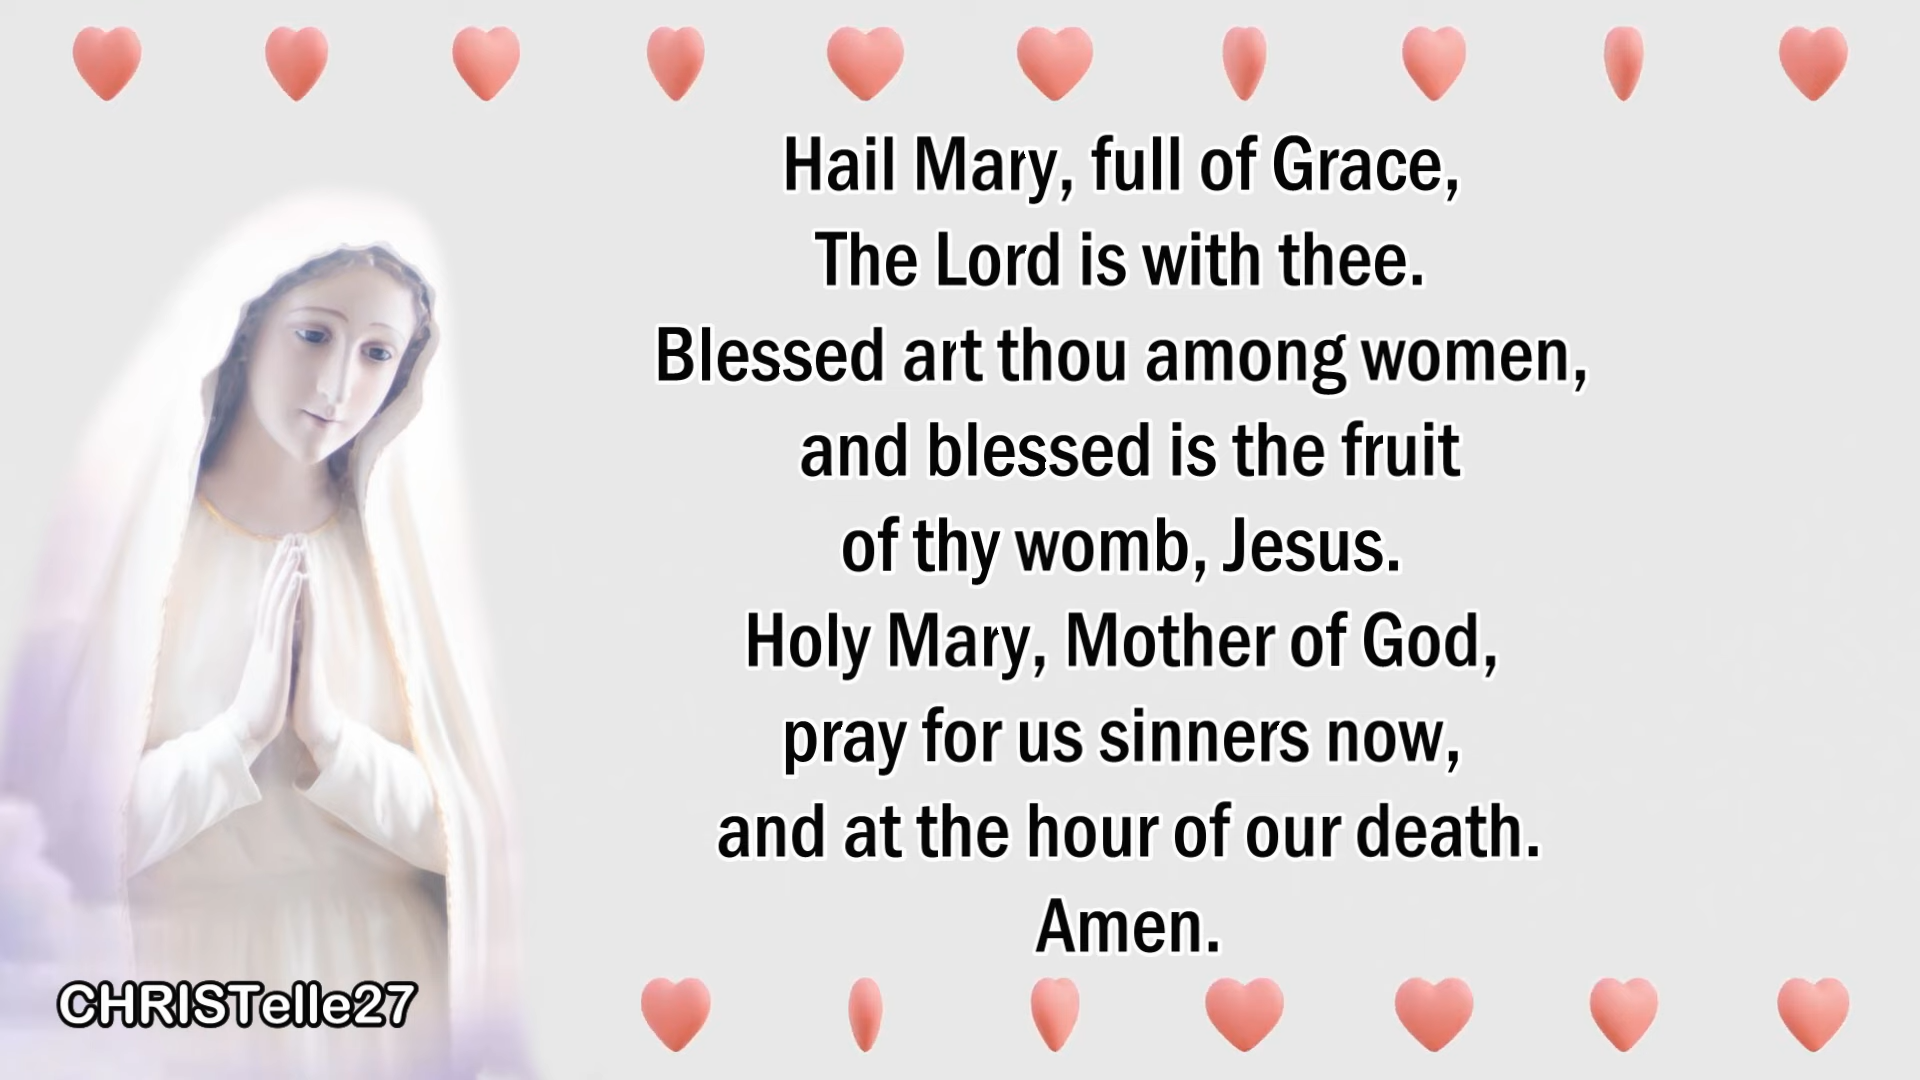 Hail Mary, full of Grace,
The Lord is with thee.
Blessed art thou among women,
and blessed is the fruit
of thy womb, Jesus.
Holy Mary, Mother of God,
pray for us sinners now,
and at the hour of our death.
Amen.
CHRISTelle27